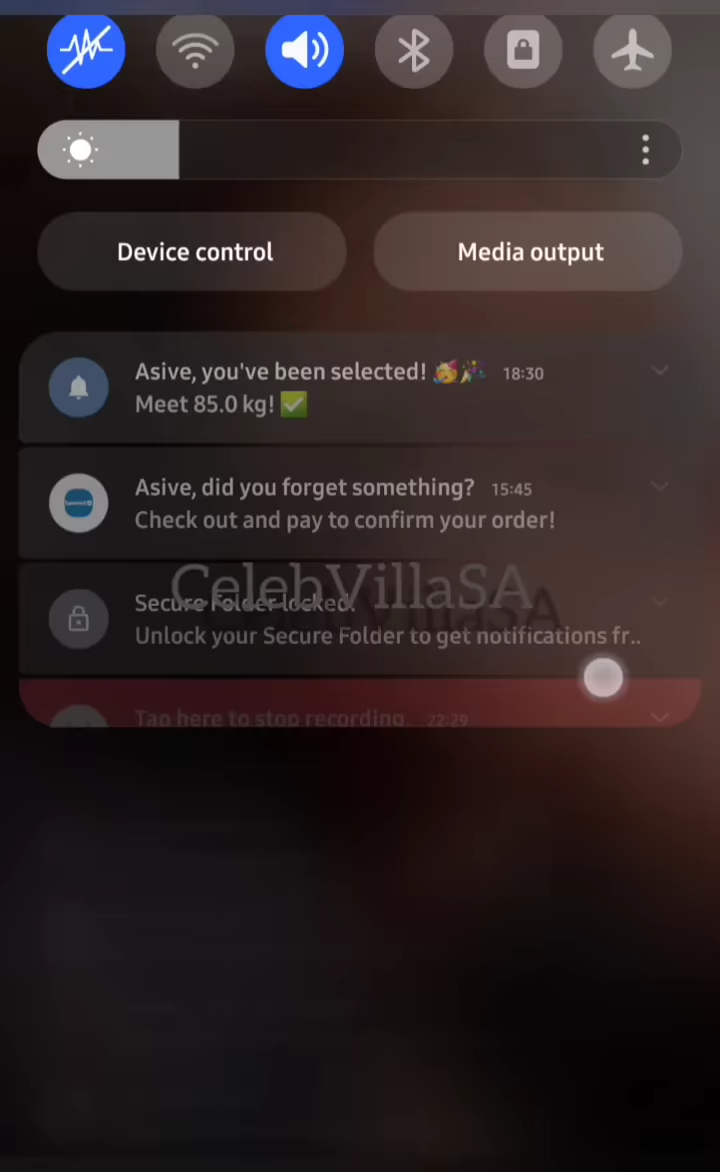 Device control
Media output
Asive, you've been selected! 🥳🎉 18:30
Meet 85.0 kg! ✅
Asive, did you forget something? 15:45
Check out and pay to confirm your order!
CelebVillaSA
Secure Folder locked.
Unlock your Secure Folder to get notifications fr..
Tap here to stop recording. 22:29